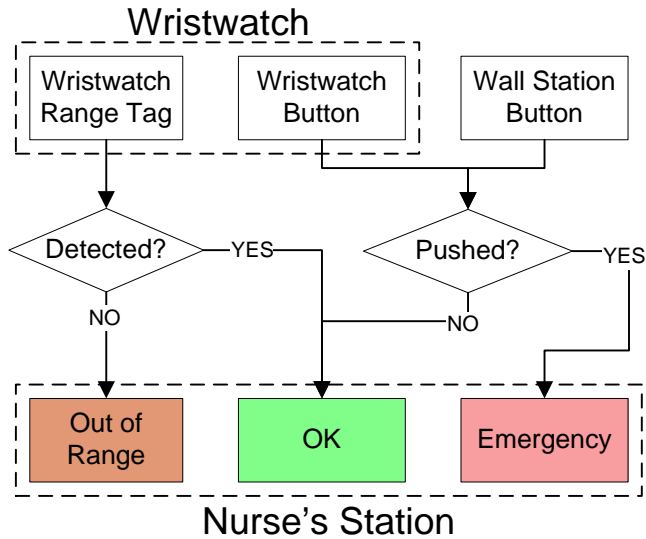 Wristwatch
Wristwatch
Range Tag
Wristwatch
Button
Wall Station
Button
Detected?
YES
Pushed?
YES
NO
NO
Out of
Range
OK
Emergency
Nurse's Station